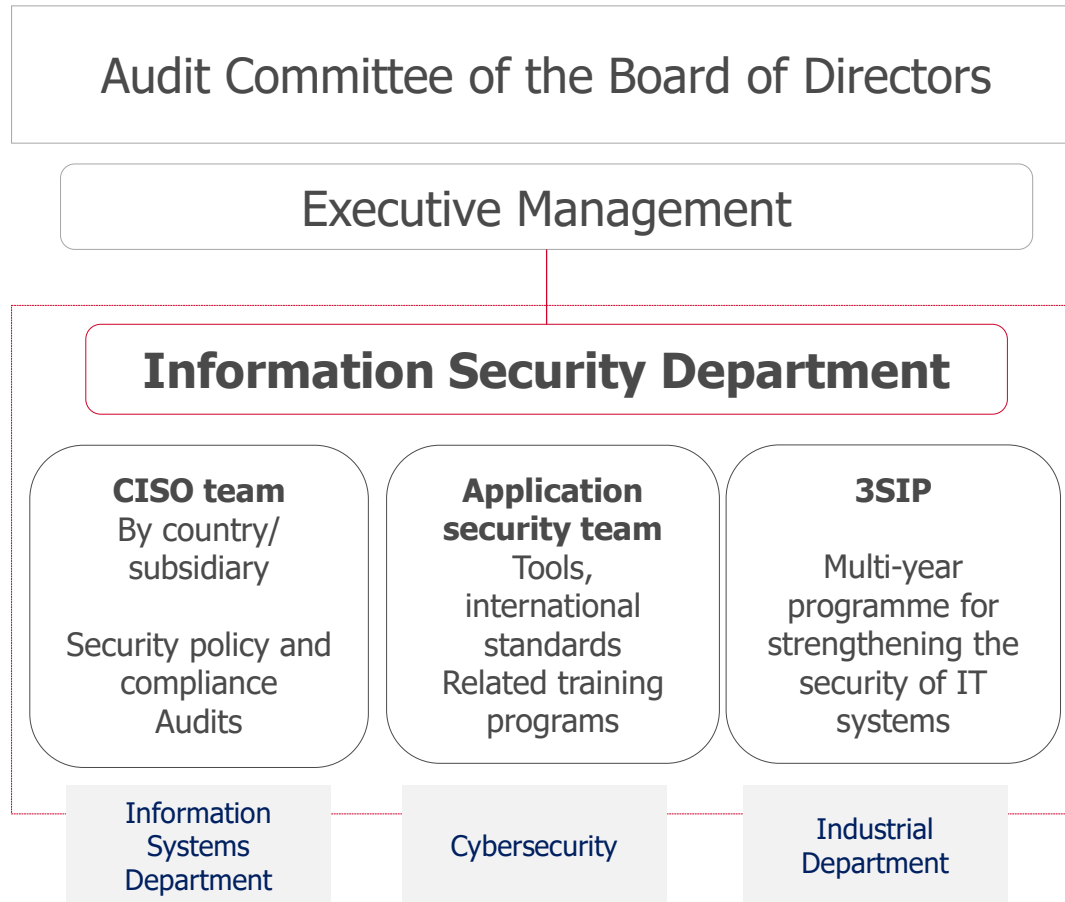 Audit Committee of the Board of Directors
Executive Management
Information Security Department
CISO team
By country/
subsidiary
Security policy and
compliance
Audits
Application
security team
Tools,
international
standards
Related training
programs
3SIP
Multi-year
programme for
strengthening the
security of IT
systems
Information
Systems
Department
Cybersecurity
Industrial
Department